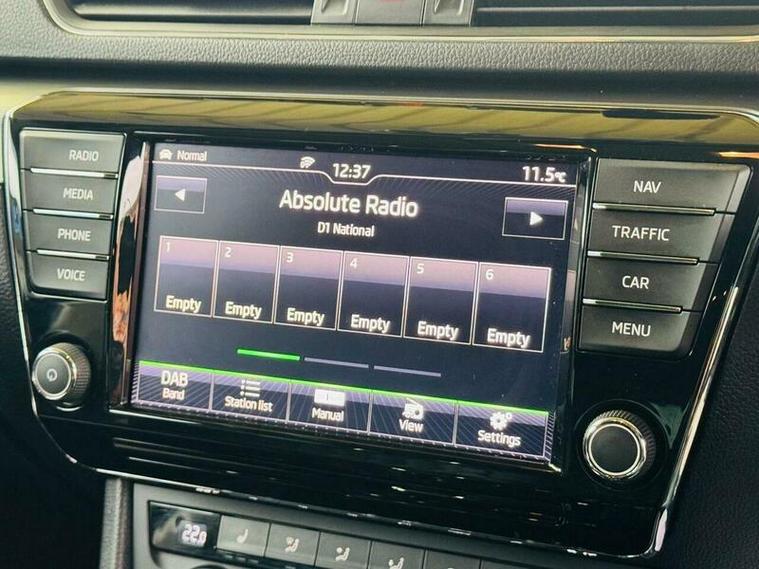 Normal
12:37
11.5°C
Absolute Radio
D1 National
1 2 3 4 5 6
Empty Empty Empty Empty Empty Empty
DAB Station list Manual View Settings
Band
RADIO
MEDIA
PHONE
VOICE
NAV
TRAFFIC
CAR
MENU
22.0